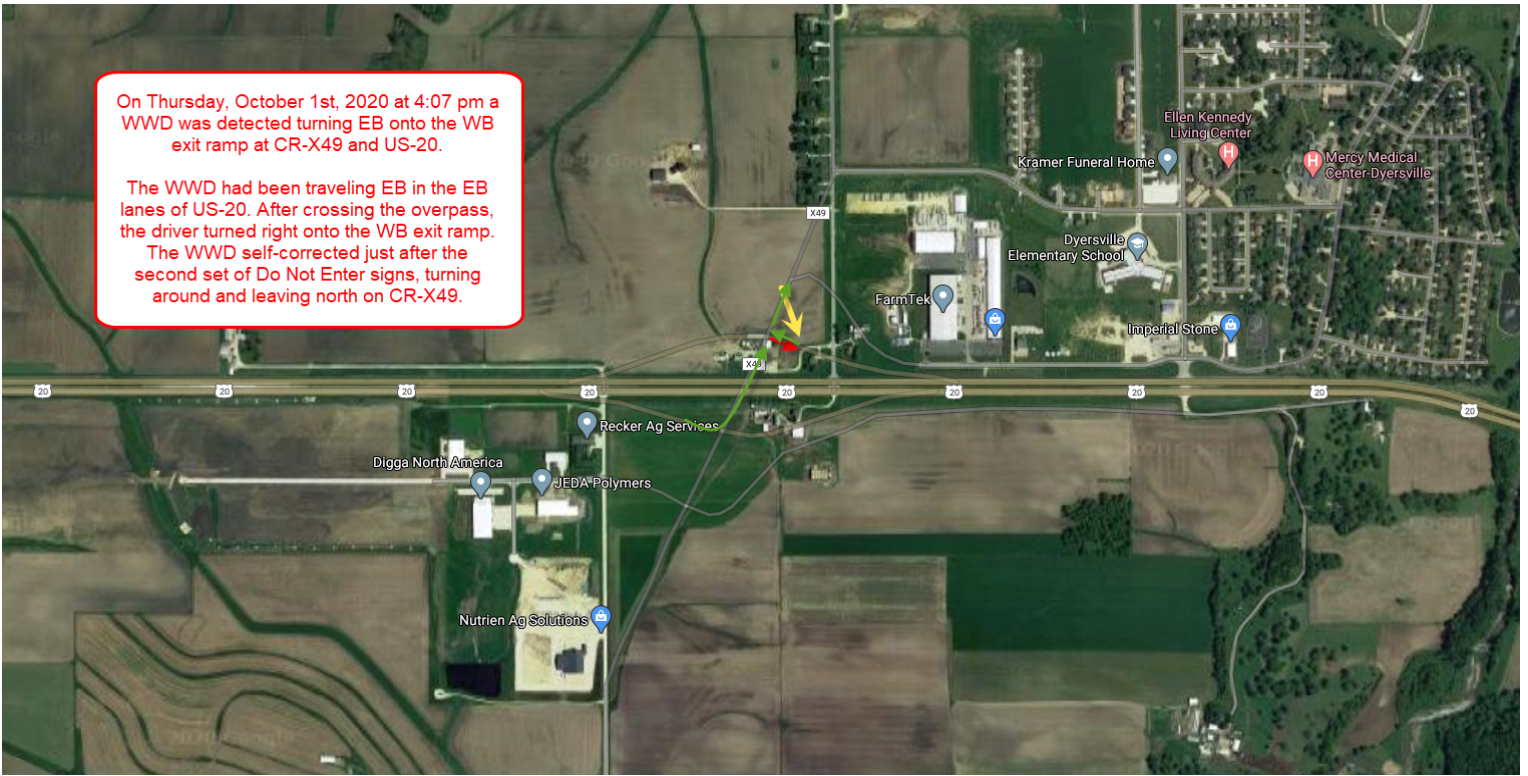 On Thursday, October 1st, 2020 at 4:07 pm a
WWD was detected turning EB onto the WB
exit ramp at CR-X49 and US-20.
The WWD had been traveling EB in the EB
lanes of US-20. After crossing the overpass,
the driver turned right onto the WB exit ramp.
The WWD self-corrected just after the
second set of Do Not Enter signs, turning
around and leaving north on CR-X49.
Ellen Kennedy
Living Center
Kramer Funeral Home
H
H
Mercy Medical
Center-Dyersville
X49
Dyersville
Elementary School
FarmTek
Imperial Stone
X49
20
20
20
20
20
20
20
20
20
Recker Ag Services
Digga North America
JEDA Polymers
Nutrien Ag Solutions
2020 Google